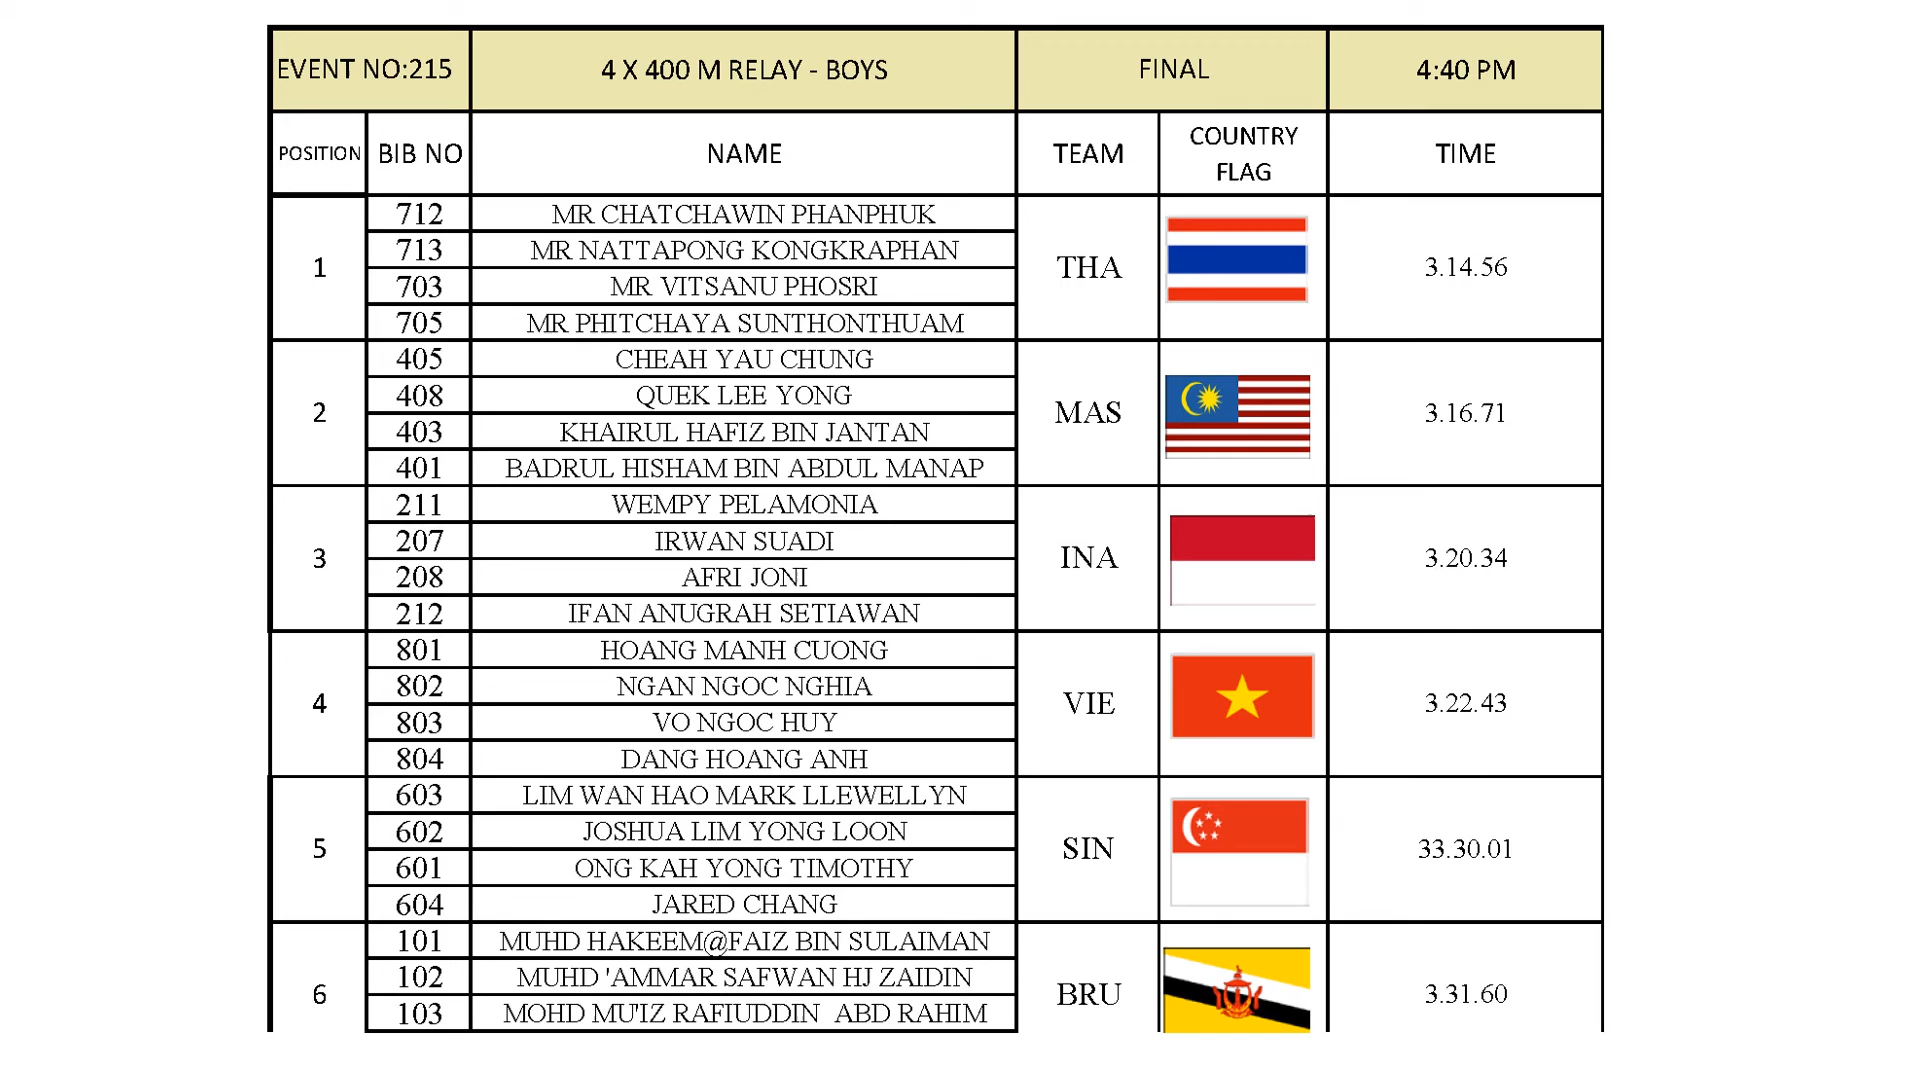 EVENT NO:215 4 X 400 M RELAY - BOYS FINAL 4:40 PM
POSITION BIB NO NAME TEAM COUNTRY FLAG TIME
712 MR CHATCHAWIN PHANPHUK
713 MR NATTAPONG KONGKRAPHAN
1 THA 3.14.56
703 MR VITSANU PHOSRI
705 MR PHITCHAYA SUNTHONTHUAM
405 CHEAH YAU CHUNG
408 QUEK LEE YONG
2 MAS 3.16.71
403 KHAIRUL HAFIZ BIN JANTAN
401 BADRUL HISHAM BIN ABDUL MANAP
211 WEMPY PELAMONIA
207 IRWAN SUADI
3 INA 3.20.34
208 AFRI JONI
212 IFAN ANUGRAH SETIAWAN
801 HOANG MANH CUONG
802 NGAN NGOC NGHIA
4 VIE 3.22.43
803 VO NGOC HUY
804 DANG HOANG ANH
603 LIM WAN HAO MARK LLEWELLYN
602 JOSHUA LIM YONG LOON
5 SIN 33.30.01
601 ONG KAH YONG TIMOTHY
604 JARED CHANG
101 MUHD HAKEEM@FAIZ BIN SULAIMAN
102 MUHD 'AMMAR SAFWAN HJ ZAIDIN
6 BRU 3.31.60
103 MOHD MU'IZ RAFIUDDIN ABD RAHIM